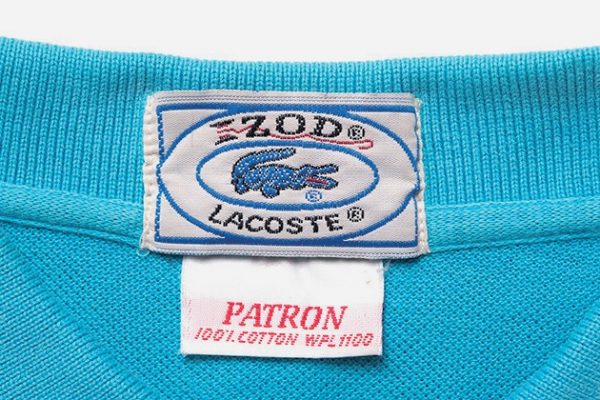 IZOD®
®
LACOSTE®
PATRON
100% COTTON WPL1100